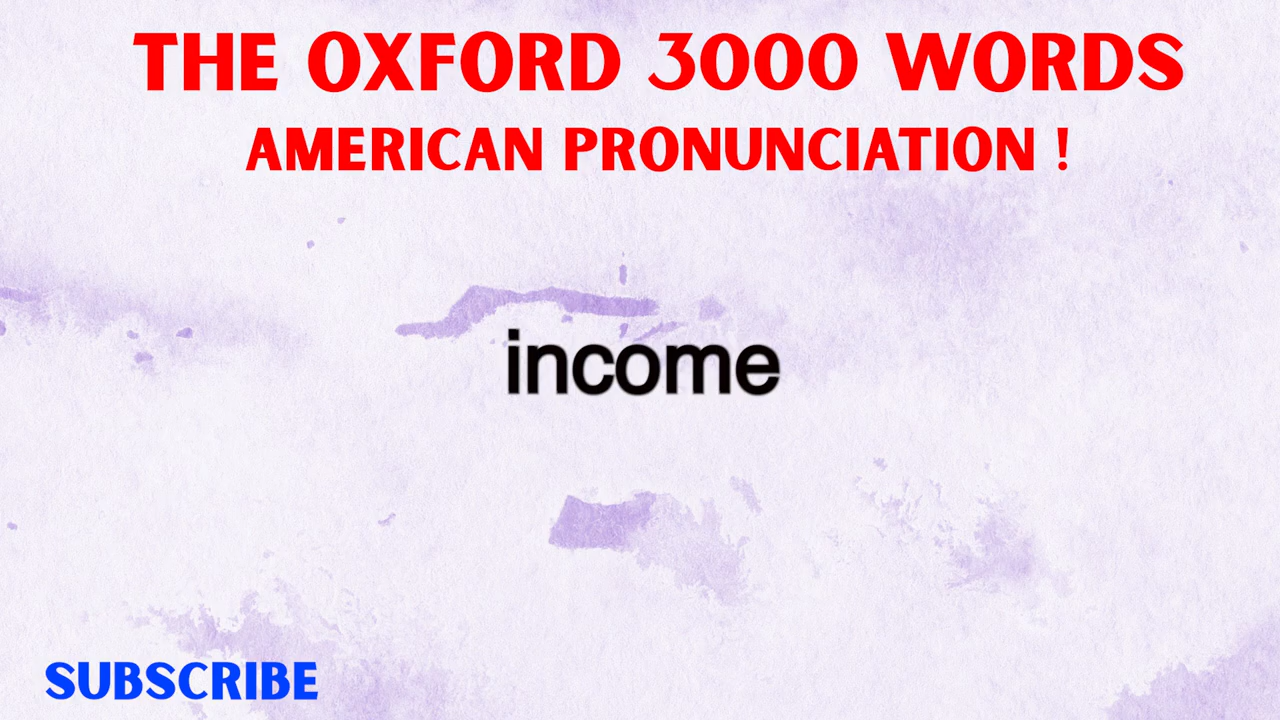 THE OXFORD 3000 WORDS
AMERICAN PRONUNCIATION !
income
SUBSCRIBE